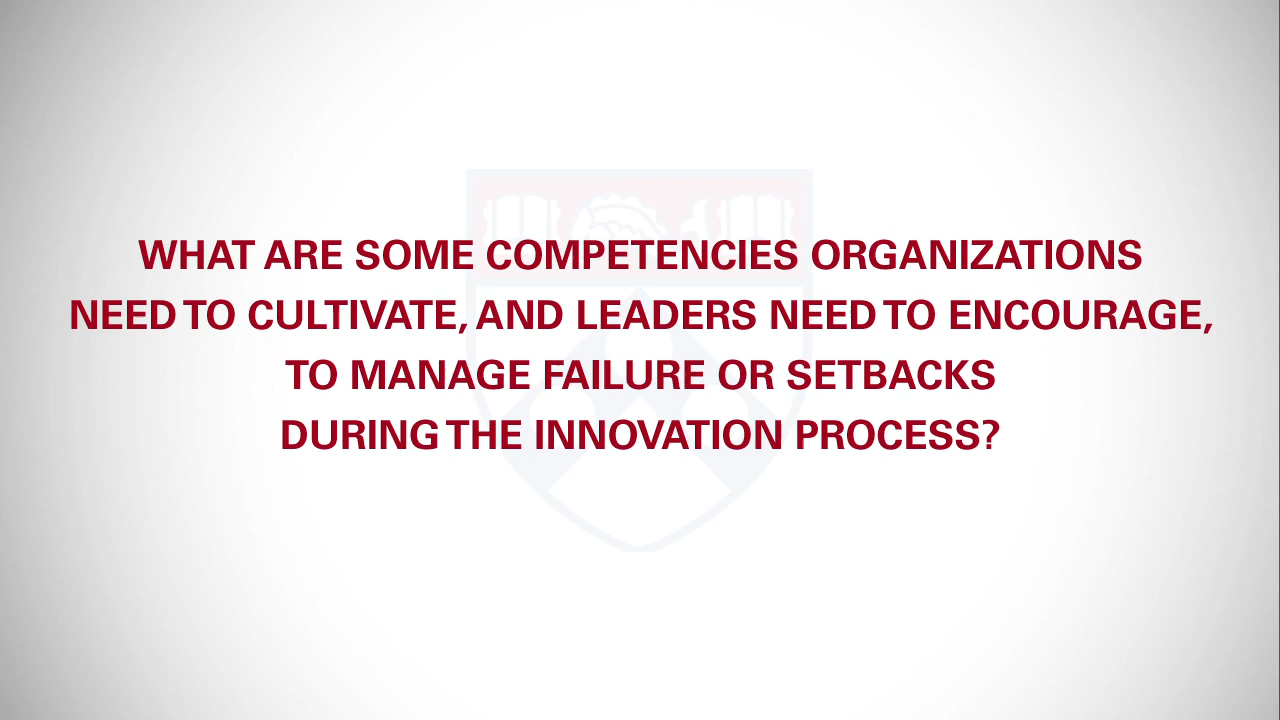 WHAT ARE SOME COMPETENCIES ORGANIZATIONS
NEED TO CULTIVATE, AND LEADERS NEED TO ENCOURAGE,
TO MANAGE FAILURE OR SETBACKS
DURING THE INNOVATION PROCESS?